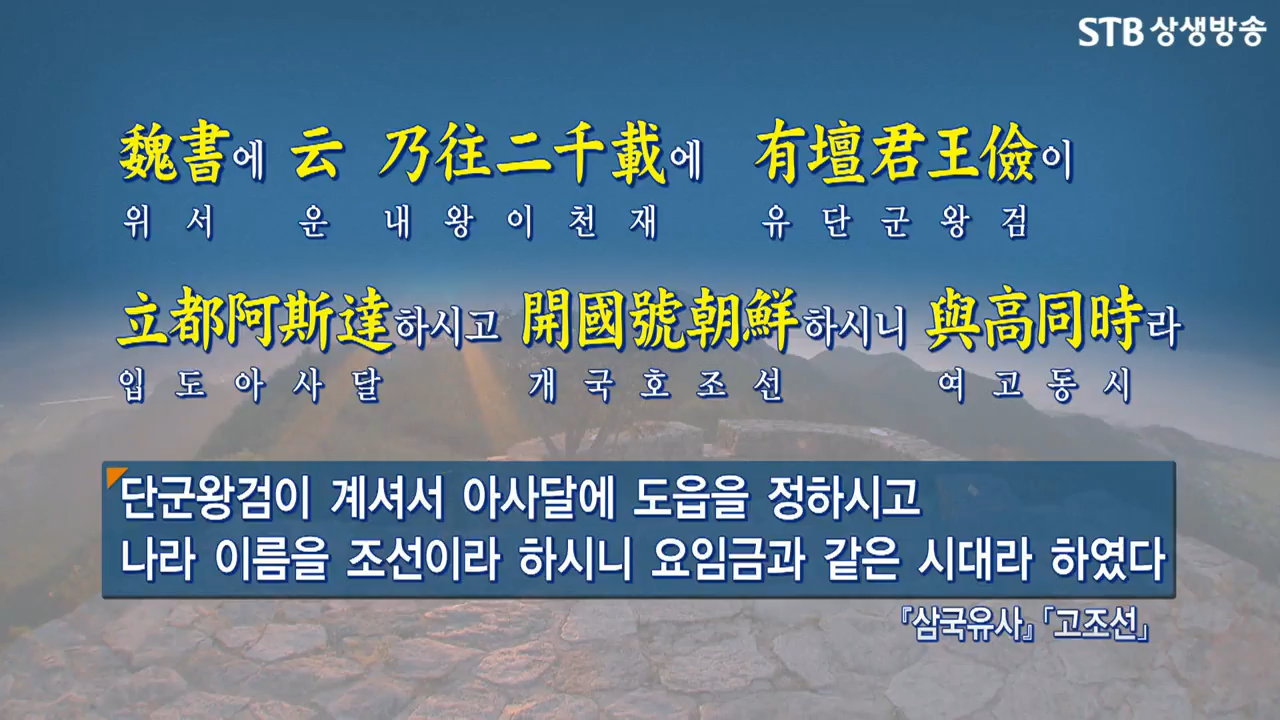 STB 상생방송
魏書에 云 乃往二千載에 有壇君王儉이
위서 운 내왕이천재 유단군왕검
立都阿斯達하시고 開國號朝鮮하시니 與高同時라
입도아사달 개국호조선 여고동시
단군왕검이 계셔서 아사달에 도읍을 정하시고
나라 이름을 조선이라 하시니 요임금과 같은 시대라 하였다
『삼국유사』「고조선」